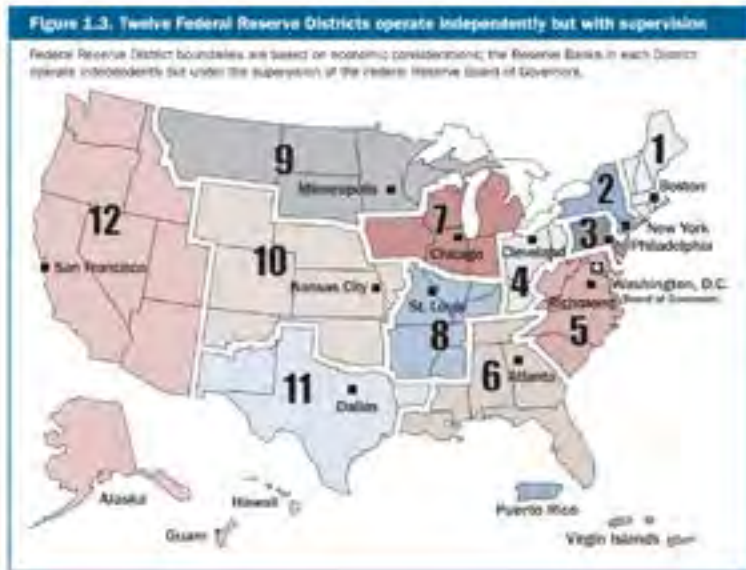 Figure 1.3. Twelve Federal Reserve Districts operate independently but with supervision
Federal Reserve District boundaries are based on economic considerations; the Reserve Banks in each District
operate independently but under the supervision of the Federal Reserve Board of Governors.
1
9
2
Boston
Minneapolis
12
7
New York
3
Philadelphia
Cleveland
10
Chicago
San Francisco
4
Washington, D.C.
Kansas City
(Board of Governors)
Richmond
St. Louis
5
8
6
Atlanta
11
Dallas
Alaska
Hawaii
Puerto Rico
Guam
Virgin Islands